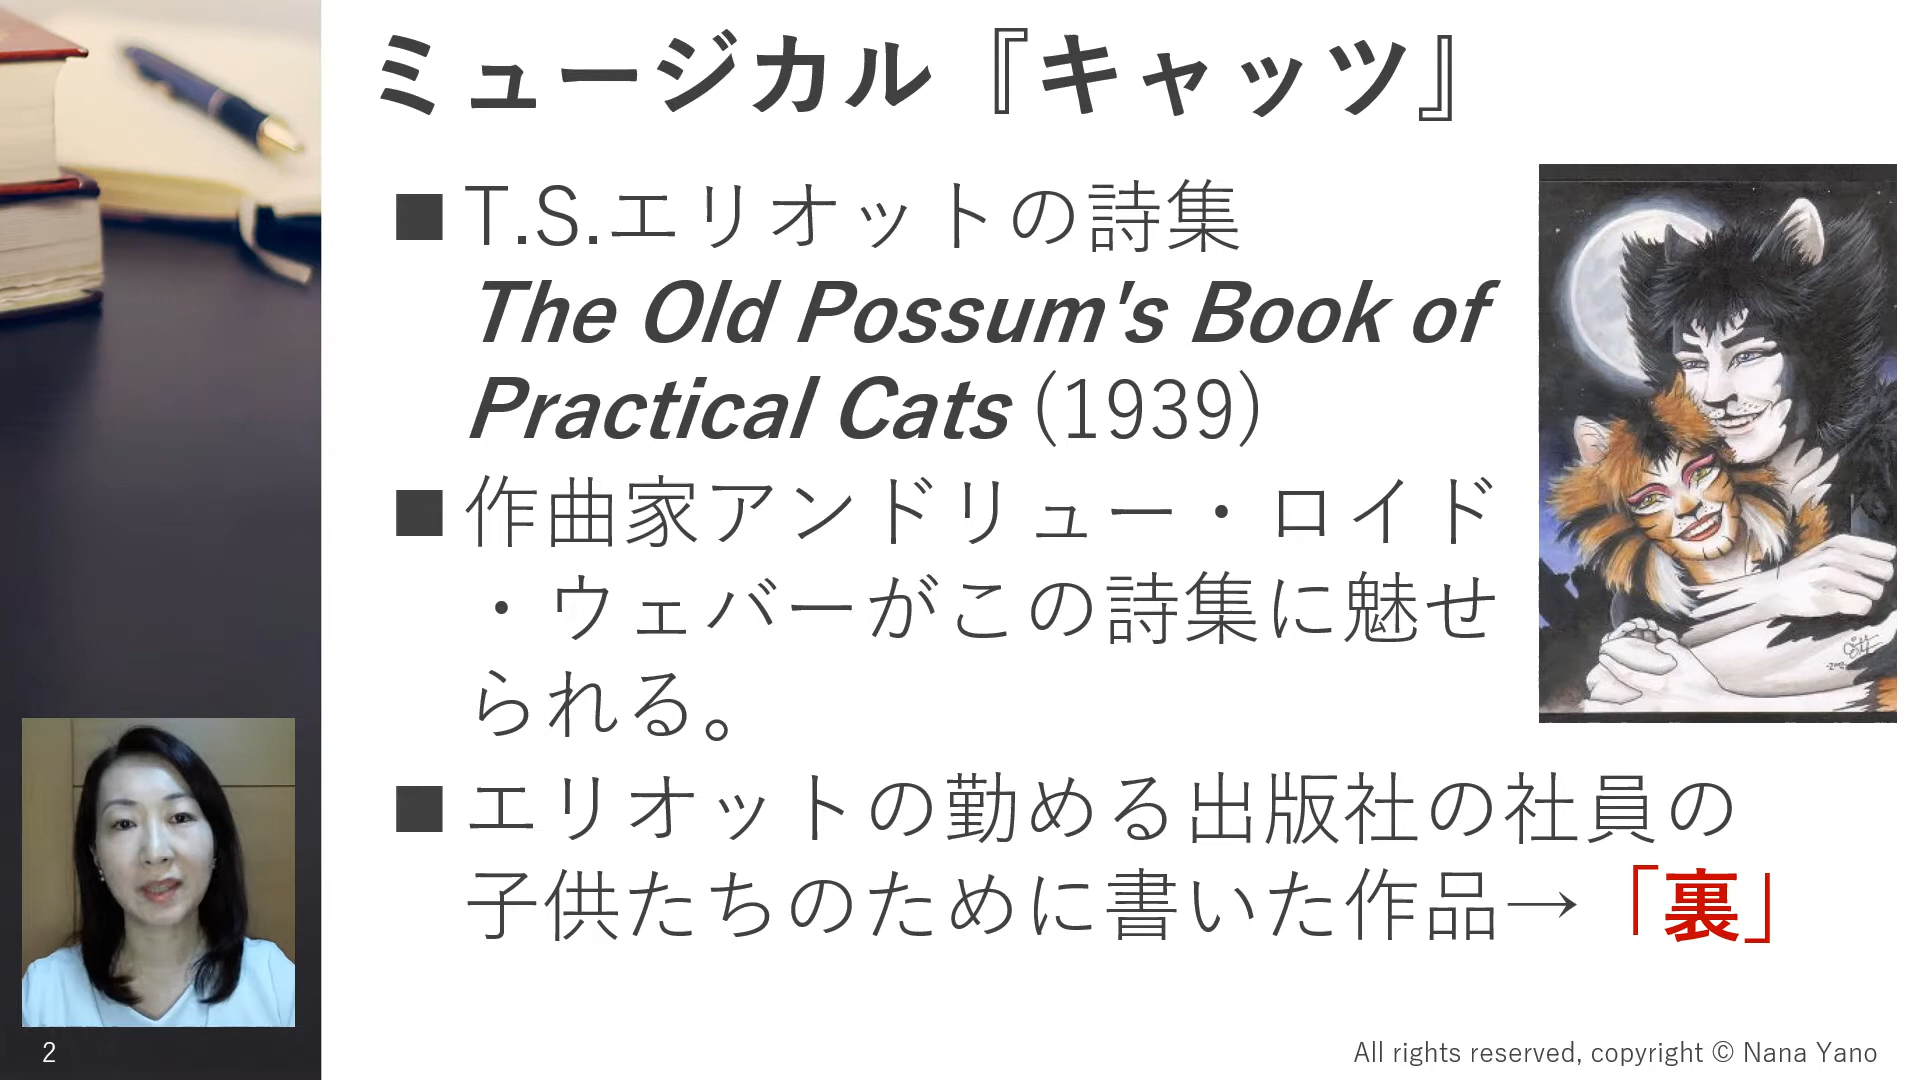 ミュージカル『キャッツ』
■T.S.エリオットの詩集
The Old Possum's Book of
Practical Cats (1939)
■作曲家アンドリュー・ロイド
・ウェバーがこの詩集に魅せ
られる。
■エリオットの勤める出版社の社員の
子供たちのために書いた作品→「裏」
2
All rights reserved, copyright © Nana Yano